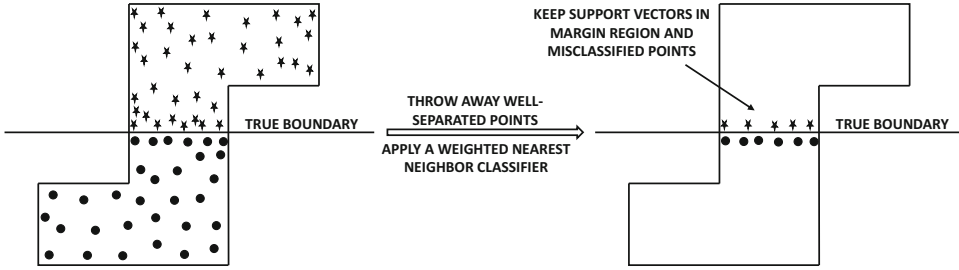 KEEP SUPPORT VECTORS IN
MARGIN REGION AND
MISCLASSIFIED POINTS
THROW AWAY WELL-
SEPARATED POINTS
TRUE BOUNDARY
TRUE BOUNDARY
APPLY A WEIGHTED NEAREST
NEIGHBOR CLASSIFIER